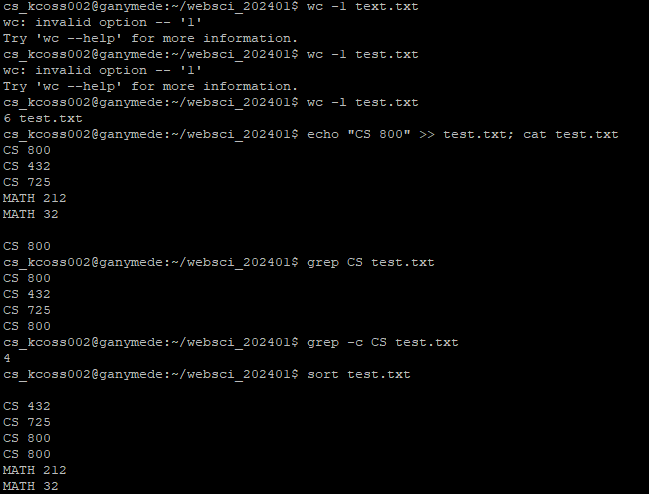 cs_kcoss002@ganymede:~/websci_202401$ wc -1 text.txt
wc: invalid option -- '1'
Try 'wc --help' for more information.
cs_kcoss002@ganymede:~/websci_202401$ wc -1 test.txt
wc: invalid option -- '1'
Try 'wc --help' for more information.
cs_kcoss002@ganymede:~/websci_202401$ wc -l test.txt
6 test.txt
cs_kcoss002@ganymede:~/websci_202401$ echo "CS 800" >> test.txt; cat test.txt
CS 800
CS 432
CS 725
MATH 212
MATH 32
CS 800
cs_kcoss002@ganymede:~/websci_202401$ grep CS test.txt
CS 800
CS 432
CS 725
CS 800
cs_kcoss002@ganymede:~/websci_202401$ grep -c CS test.txt
4
cs_kcoss002@ganymede:~/websci_202401$ sort test.txt
CS 432
CS 725
CS 800
CS 800
MATH 212
MATH 32